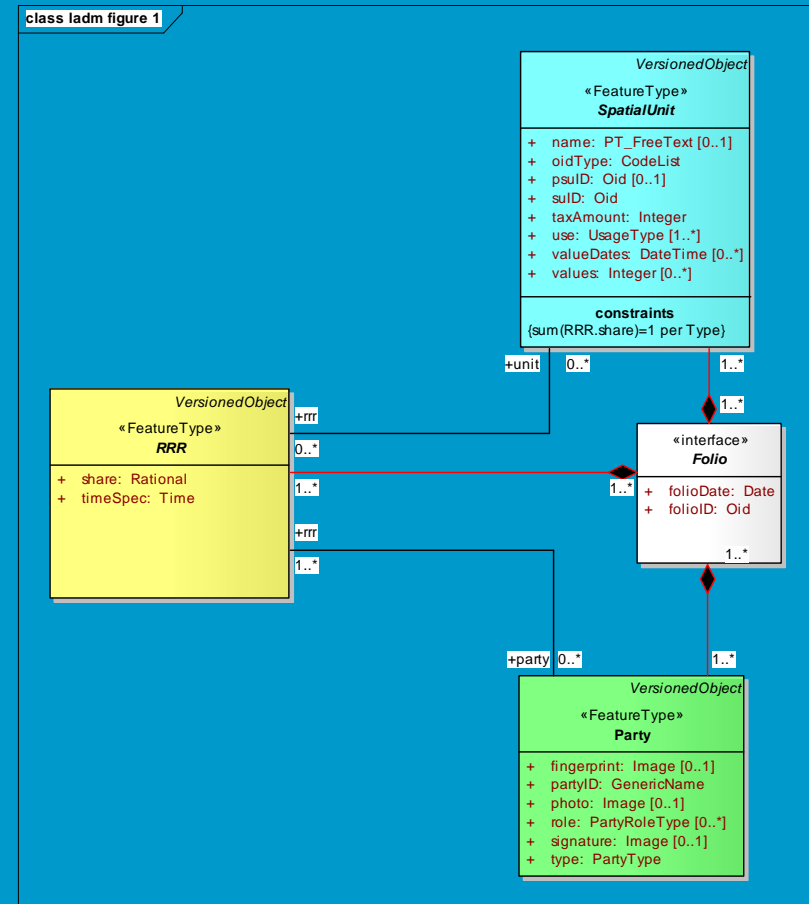 class ladm figure 1
VersionedObject
«FeatureType»
SpatialUnit
+ name: PT_FreeText [0..1]
+ oidType: CodeList
+ psuID: Oid [0..1]
+ suID: Oid
+ taxAmount: Integer
+ use: UsageType [1..*]
+ valueDates: DateTime [0..*]
+ values: Integer [0..*]
constraints
{sum(RRR.share)=1 per Type}
+unit 0..*
1..*
1..*
VersionedObject
«FeatureType»
RRR
+ share: Rational
+ timeSpec: Time
+rrr
0..*
1..*
+rrr
1..*
1..*
«interface»
Folio
+ folioDate: Date
+ folioID: Oid
1..*
+party 0..*
1..*
VersionedObject
«FeatureType»
Party
+ fingerprint: Image [0..1]
+ partyID: GenericName
+ photo: Image [0..1]
+ role: PartyRoleType [0..*]
+ signature: Image [0..1]
+ type: PartyType